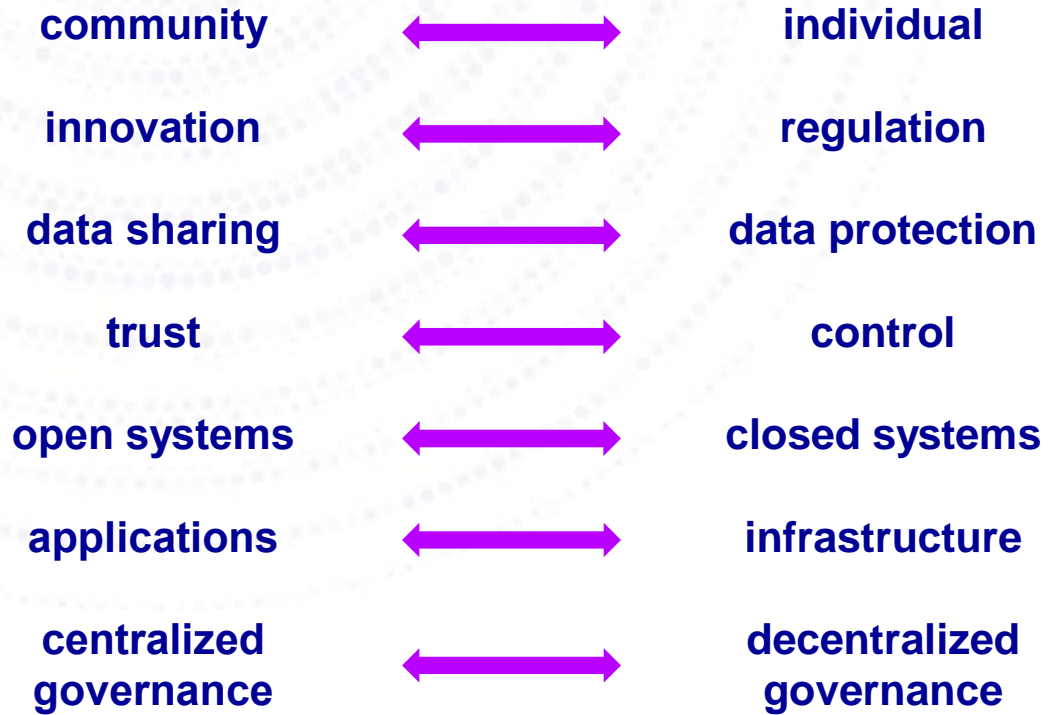 community individual
innovation regulation
data sharing data protection
trust control
open systems closed systems
applications infrastructure
centralized decentralized
governance governance